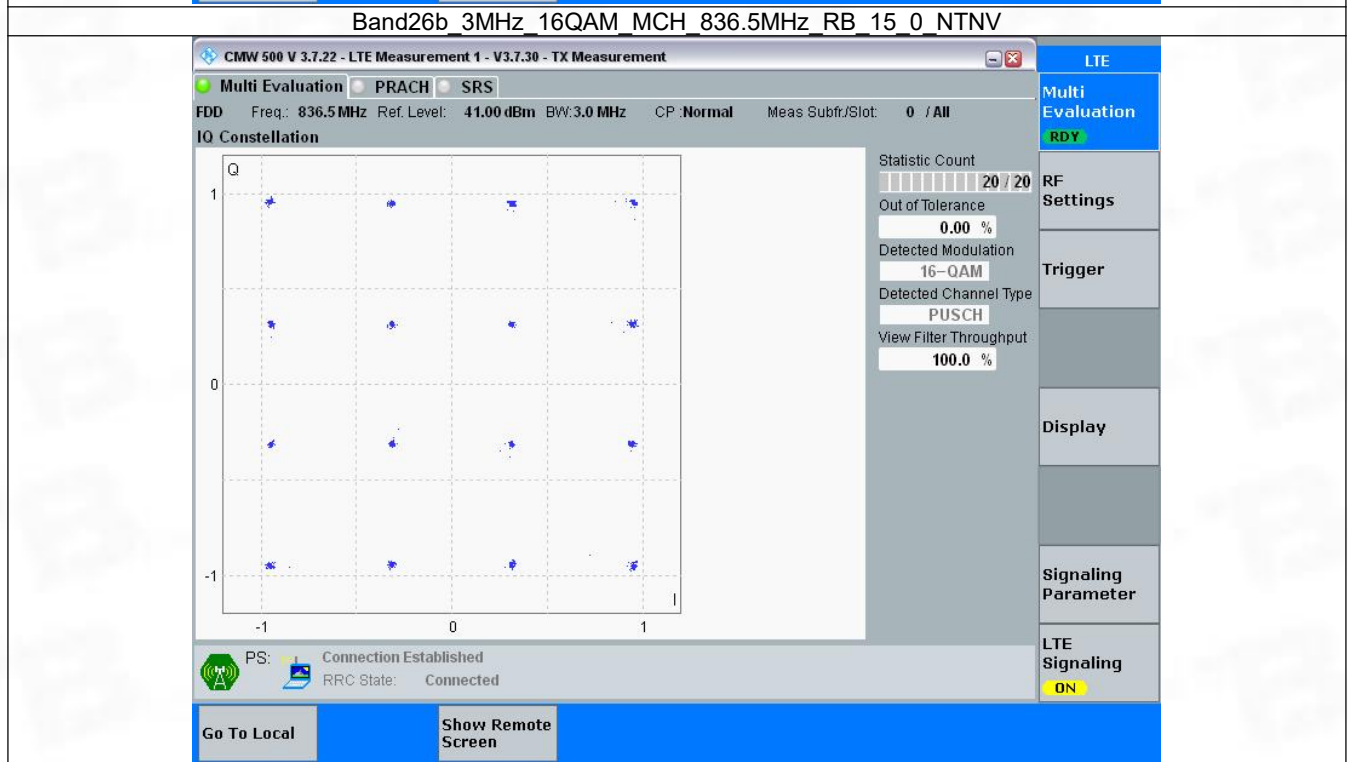 Band26b_3MHz_16QAM_MCH_836.5MHz_RB_15_0_NTNV
CMW 500 V 3.7.22 - LTE Measurement 1 - V3.7.30 - TX Measurement
LTE
Multi Evaluation PRACH SRS
Multi
Evaluation
RDY
FDD Freq.: 836.5 MHz Ref. Level: 41.00 dBm BW: 3.0 MHz CP :Normal Meas Subfr./Slot: 0 / All
IQ Constellation
Q
1
0
-1
I
-1 0 1
Statistic Count
20 / 20
Out of Tolerance
0.00 %
Detected Modulation
16-QAM
Detected Channel Type
PUSCH
View Filter Throughput
100.0 %
RF
Settings
Trigger
Display
Signaling
Parameter
LTE
Signaling
ON
PS: Connection Established
RRC State: Connected
Go To Local
Show Remote
Screen